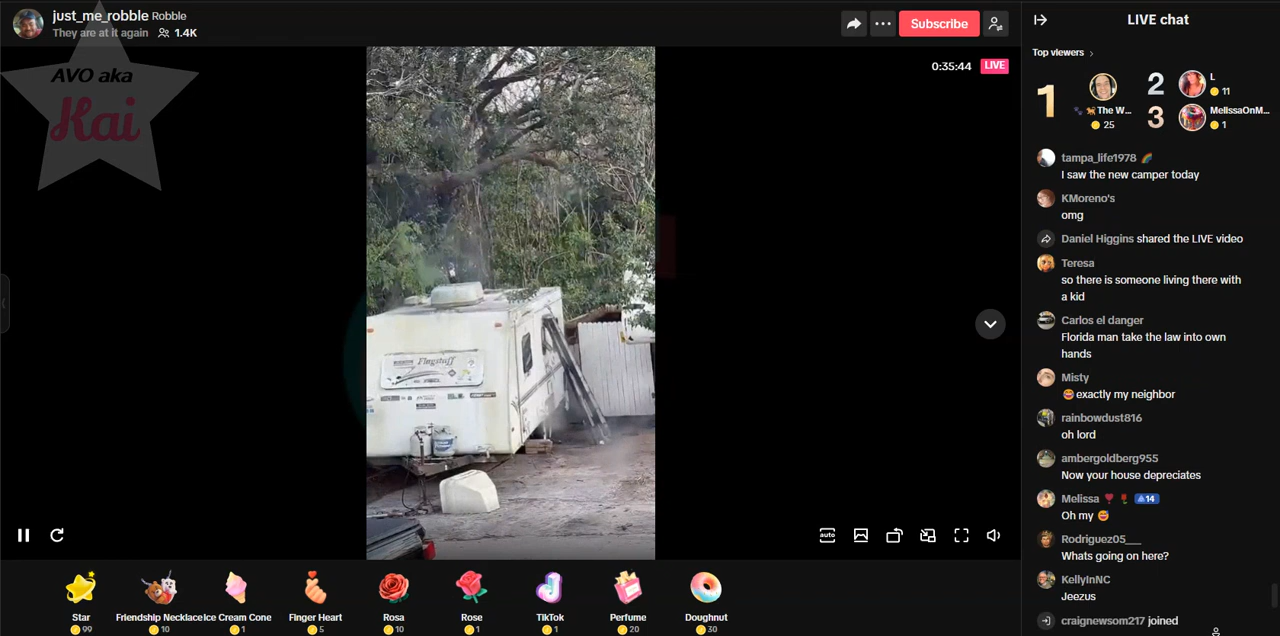 just_me_robble Robble
They are at it again 1.4K
Subscribe
AVO aka
Kai
0:35:44 LIVE
Flagstaff
auto
Star
99
Friendship Necklace
10
Ice Cream Cone
1
Finger Heart
5
Rosa
10
Rose
1
TikTok
1
Perfume
20
Doughnut
30
LIVE chat
Top viewers
1
The W...
25
2
L
11
3
MelissaOnM...
1
tampa_life1978
I saw the new camper today
KMoreno's
omg
Daniel Higgins shared the LIVE video
Teresa
so there is someone living there with
a kid
Carlos el danger
Florida man take the law into own
hands
Misty
exactly my neighbor
rainbowdust816
oh lord
ambergoldberg955
Now your house depreciates
Melissa 14
Oh my
Rodriguez05___
Whats going on here?
KellyInNC
Jeezus
craignewsom217 joined